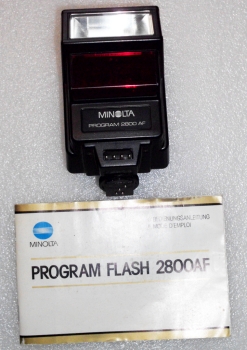 MINOLTA
PROGRAM 2800 AF
MINOLTA
PROGRAM FLASH 2800AF